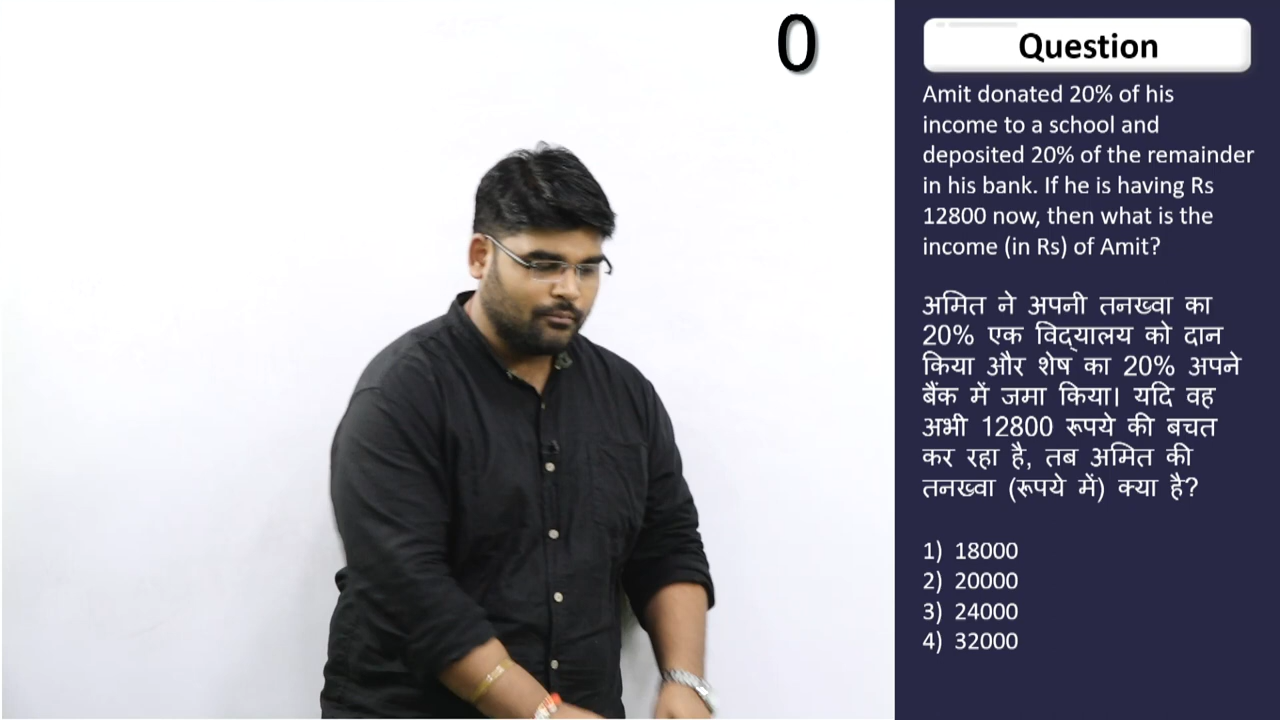 0
Question
Amit donated 20% of his
income to a school and
deposited 20% of the remainder
in his bank. If he is having Rs
12800 now, then what is the
income (in Rs) of Amit?
अमित ने अपनी तनख्वा का
20% एक विद्यालय को दान
किया और शेष का 20% अपने
बैंक में जमा किया। यदि वह
अभी 12800 रूपये की बचत
कर रहा है, तब अमित की
तनख्वा (रूपये में) क्या है?
1) 18000
2) 20000
3) 24000
4) 32000